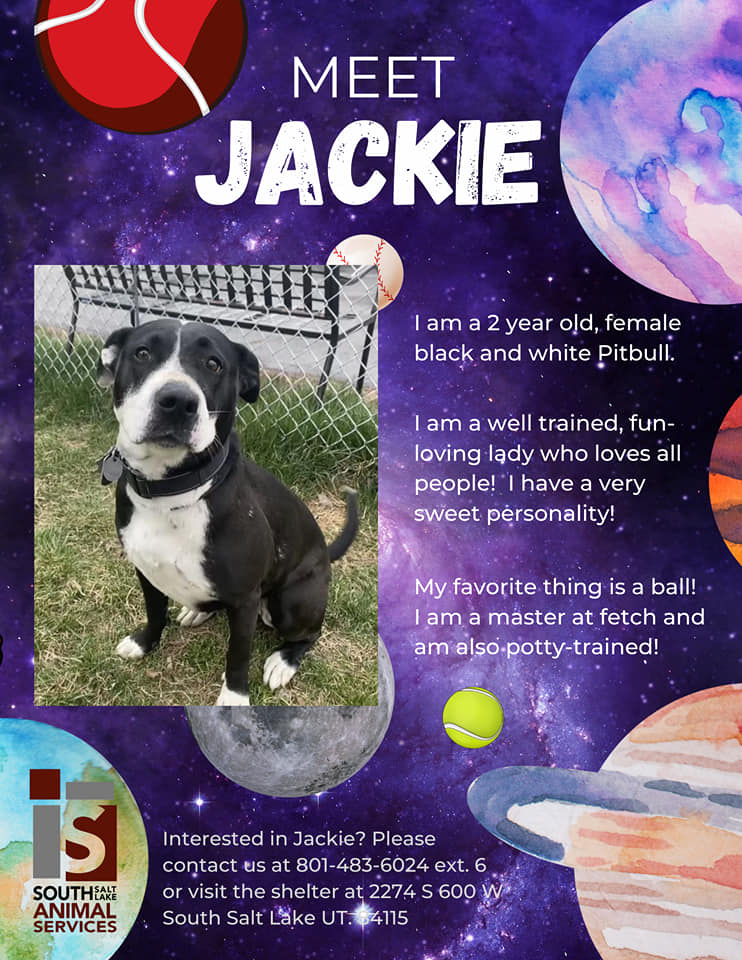 MEET
JACKIE
I am a 2 year old, female
black and white Pitbull.
I am a well trained, fun-
loving lady who loves all
people!  I have a very
sweet personality!
My favorite thing is a ball!
I am a master at fetch and
am also potty-trained!
Interested in Jackie? Please
contact us at 801-483-6024 ext. 6
or visit the shelter at 2274 S 600 W
South Salt Lake UT. 84115
S
SOUTH SALT LAKE
ANIMAL
SERVICES